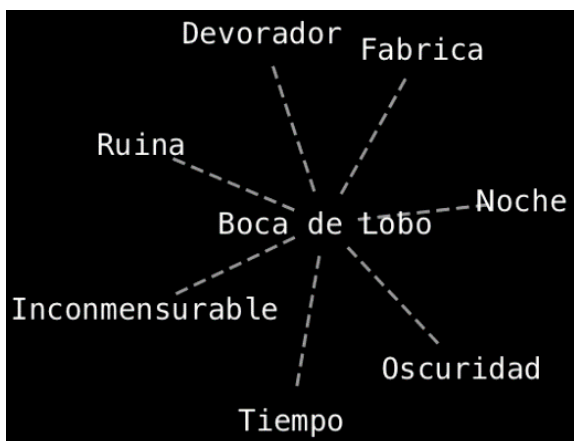 Devorador
Fabrica
Ruina
Noche
Boca de Lobo
Inconmensurable
Oscuridad
Tiempo